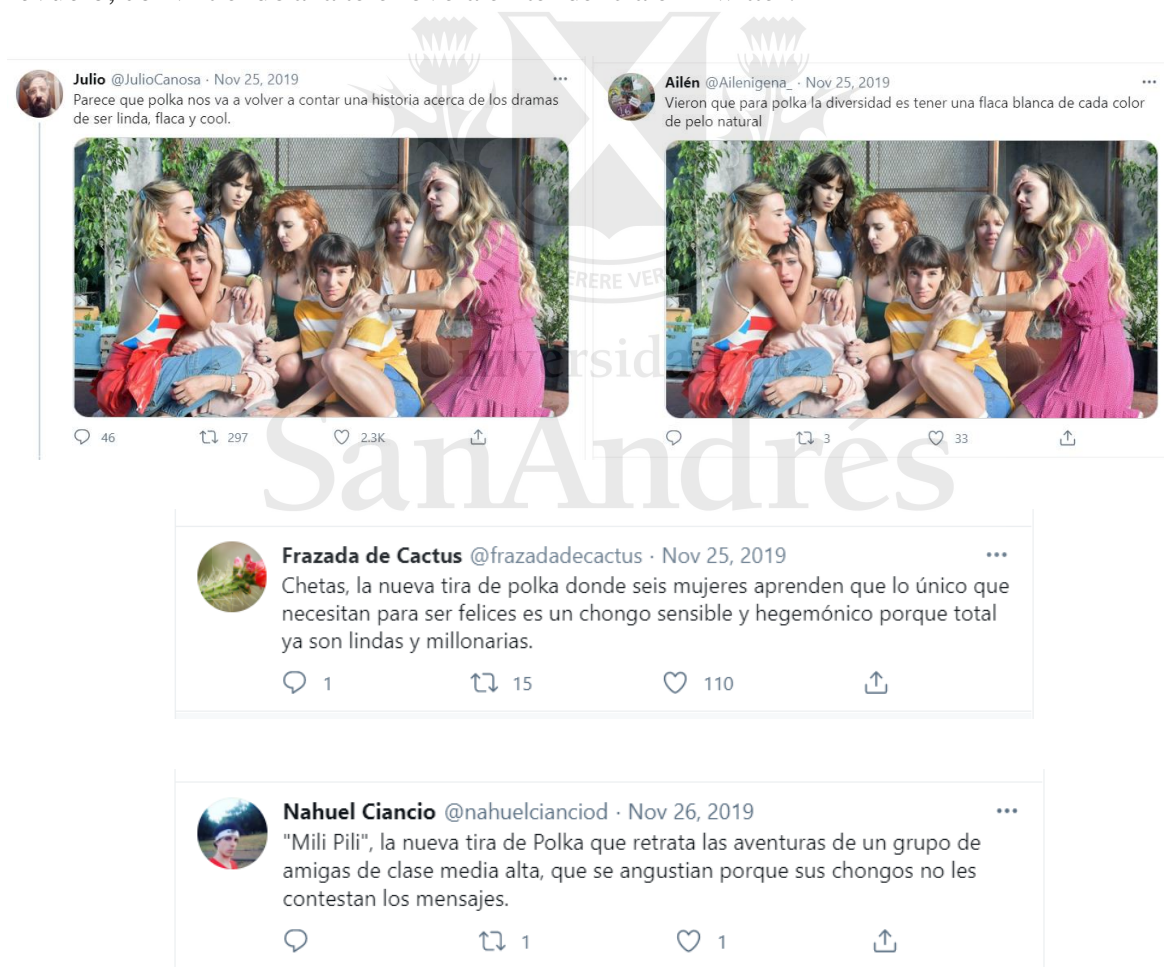 Julio @JulioCanosa · Nov 25, 2019
Parece que polka nos va a volver a contar una historia acerca de los dramas
de ser linda, flaca y cool.
46 297 2.3K
Ailén @Ailenigena_ · Nov 25, 2019
Vieron que para polka la diversidad es tener una flaca blanca de cada color
de pelo natural
3 33
SanAndrés
Frazada de Cactus @frazadadecactus · Nov 25, 2019
Chetas, la nueva tira de polka donde seis mujeres aprenden que lo único que
necesitan para ser felices es un chongo sensible y hegemónico porque total
ya son lindas y millonarias.
1 15 110
Nahuel Ciancio @nahuelcianciod · Nov 26, 2019
"Mili Pili", la nueva tira de Polka que retrata las aventuras de un grupo de
amigas de clase media alta, que se angustian porque sus chongos no les
contestan los mensajes.
1 1